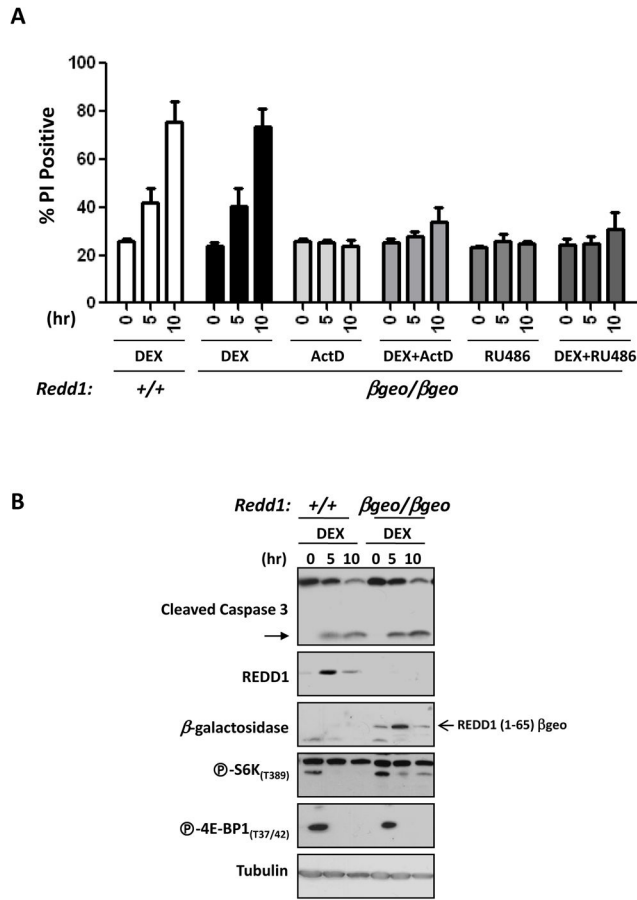 A
100
80
60
40
20
0
% PI Positive
(hr) 0 5 10 0 5 10 0 5 10 0 5 10 0 5 10 0 5 10
DEX DEX ActD DEX+ActD RU486 DEX+RU486
Redd1: +/+ βgeo/βgeo
B
Redd1: +/+ βgeo/βgeo
DEX DEX
(hr) 0 5 10 0 5 10
Cleaved Caspase 3
REDD1
β-galactosidase
REDD1 (1-65) βgeo
Ⓟ-S6K(T389)
Ⓟ-4E-BP1(T37/42)
Tubulin